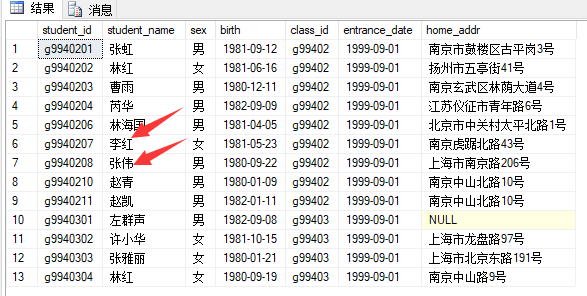 结果 消息
student_id student_name sex birth class_id entrance_date home_addr
1 g9940201 张虹 男 1981-09-12 g99402 1999-09-01 南京市鼓楼区古平岗3号
2 g9940202 林红 女 1981-06-16 g99402 1999-09-01 扬州市五亭街41号
3 g9940203 曹雨 男 1980-12-11 g99402 1999-09-01 南京玄武区林荫大道4号
4 g9940204 芮华 男 1982-09-09 g99402 1999-09-01 江苏仪征市青年路6号
5 g9940206 林海国 男 1981-04-05 g99402 1999-09-01 北京市中关村太平北路1号
6 g9940207 李红 女 1981-05-23 g99402 1999-09-01 南京虎踞北路43号
7 g9940208 张伟 男 1980-09-22 g99402 1999-09-01 上海市南京路206号
8 g9940210 赵青 男 1980-01-09 g99402 1999-09-01 南京中山北路10号
9 g9940211 赵凯 男 1982-01-11 g99402 1999-09-01 南京中山北路10号
10 g9940301 左群声 男 1982-09-08 g99403 1999-09-01 NULL
11 g9940302 许小华 女 1981-10-15 g99403 1999-09-01 上海市龙盘路97号
12 g9940303 张雅丽 女 1980-01-21 g99403 1999-09-01 上海市北京东路191号
13 g9940304 林红 女 1980-09-19 g99403 1999-09-01 南京中山路9号